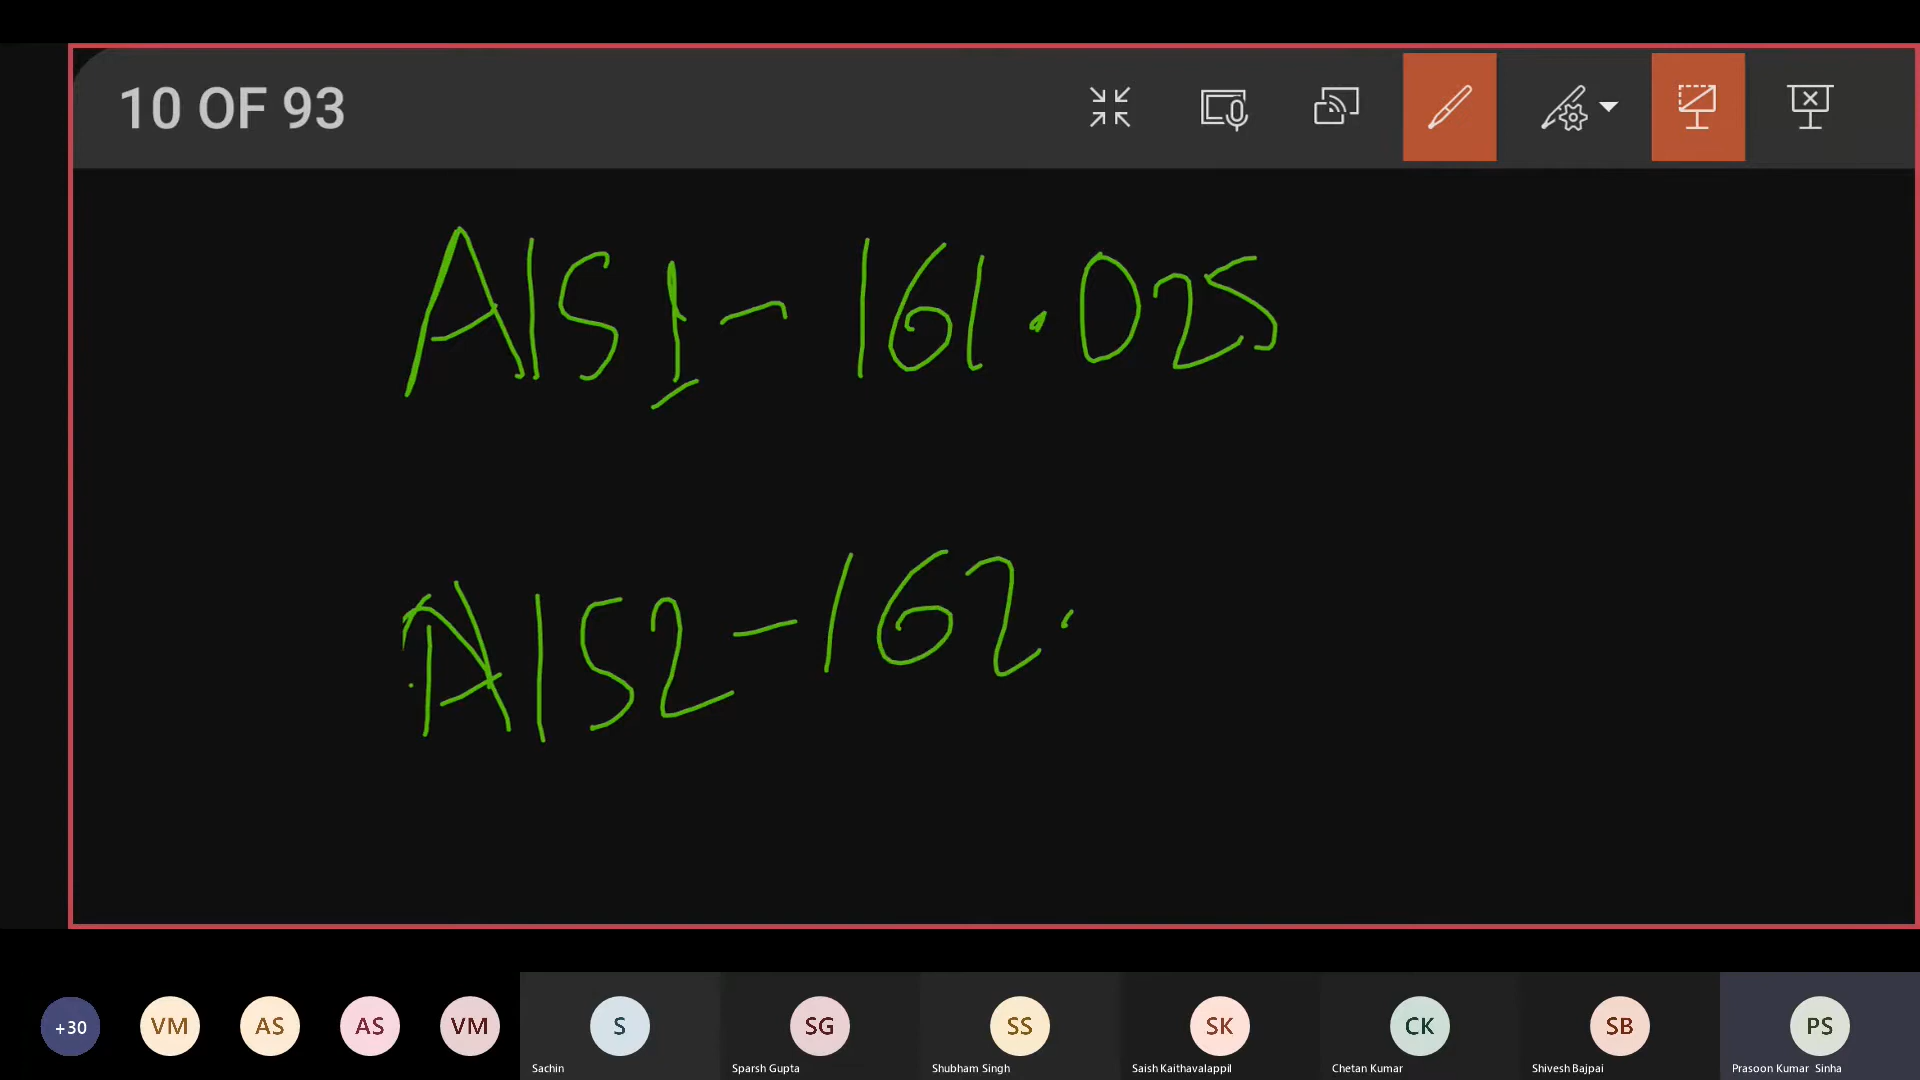 10 OF 93
AIS1-161.025
AIS2-162.
+30
VM
AS
AS
VM
S
SG
SS
SK
CK
SB
PS
Sachin
Sparsh Gupta
Shubham Singh
Saish Kaithavalappil
Chetan Kumar
Shivesh Bajpai
Prasoon Kumar Sinha